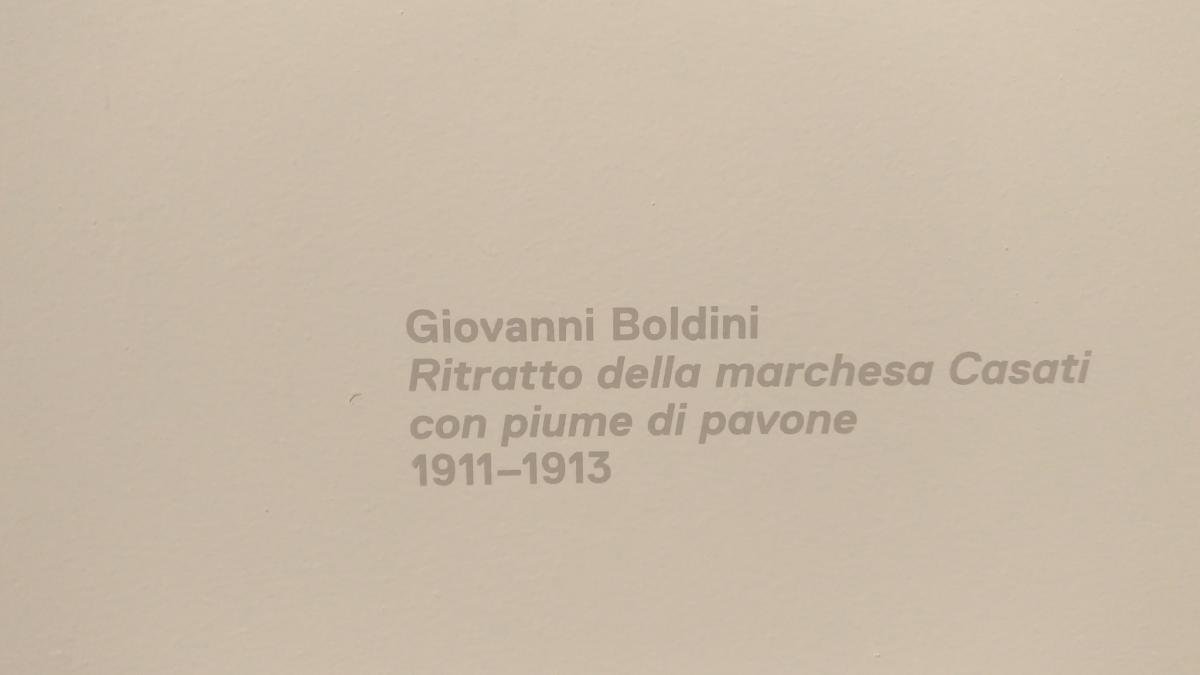 Giovanni Boldini
Ritratto della marchesa Casati
con piume di pavone
1911–1913